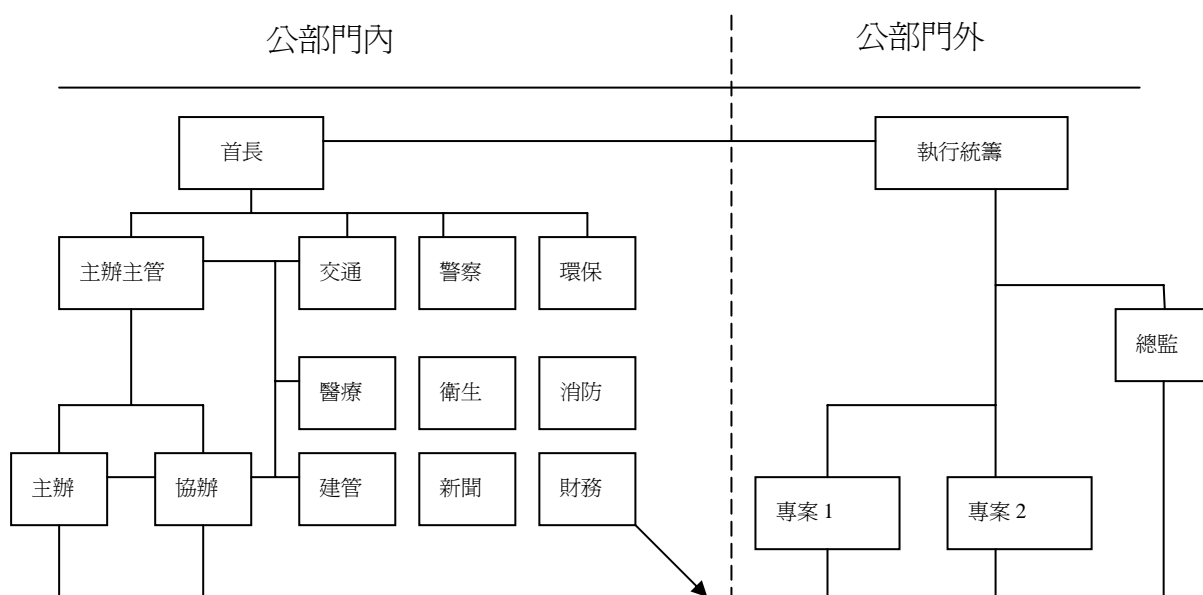 公部門內
公部門外
首長
執行統籌
主辦主管
交通
警察
環保
總監
醫療
衛生
消防
主辦
協辦
建管
新聞
財務
專案 1
專案 2